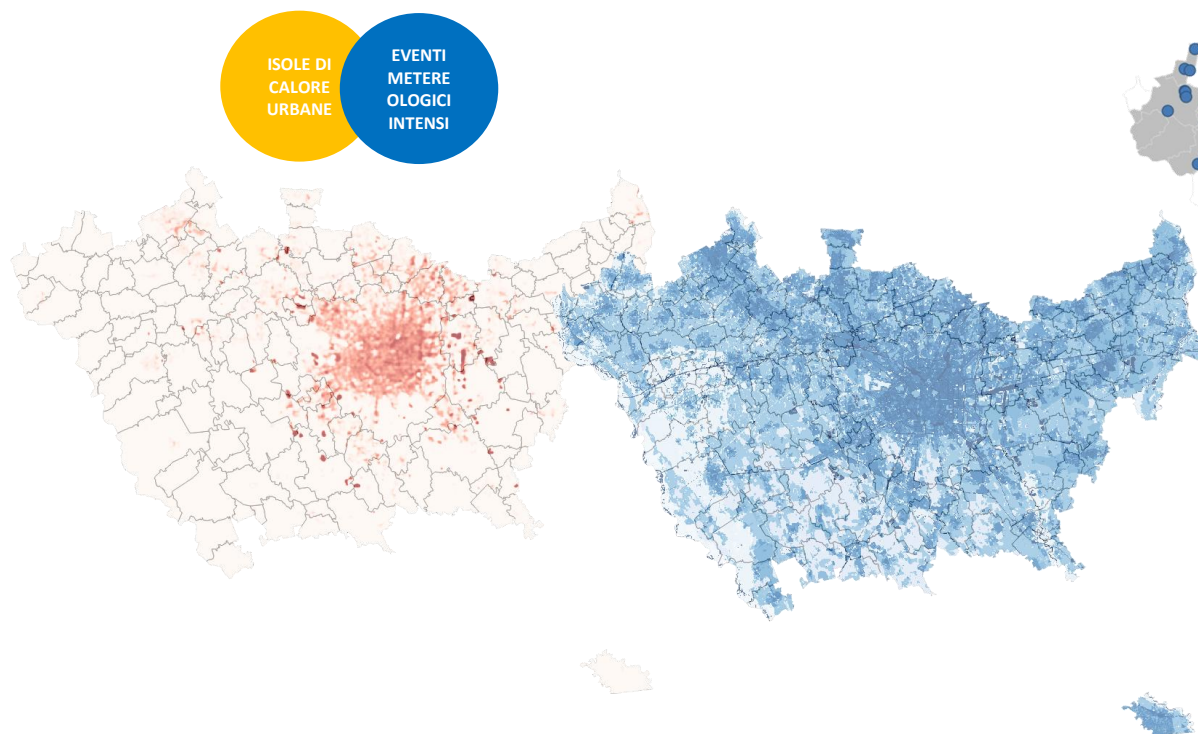 ISOLE DI
CALORE
URBANE
EVENTI
METERE
OLOGICI
INTENSI